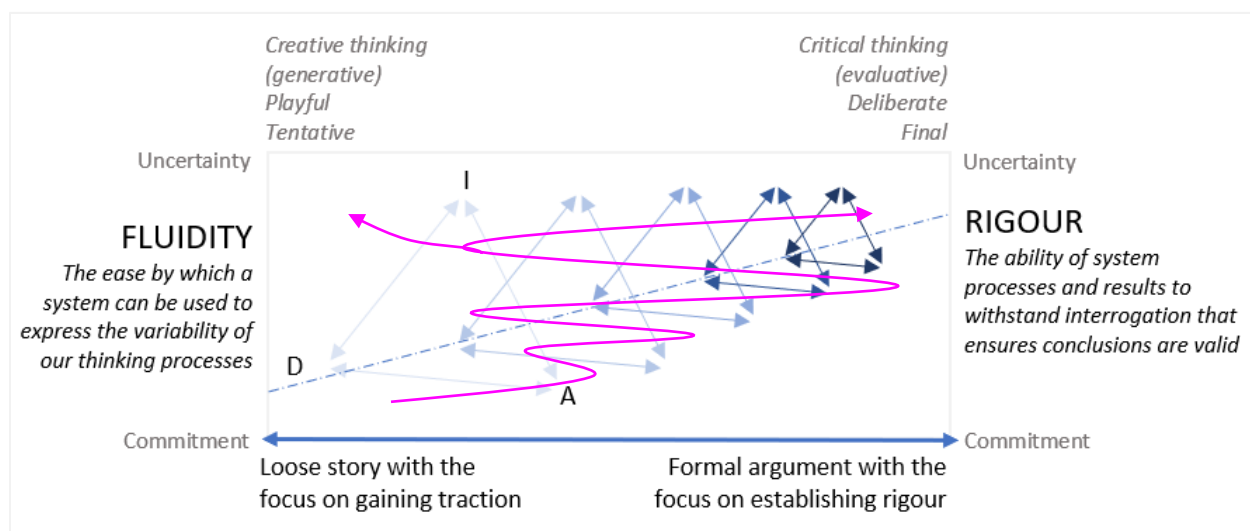 Creative thinking
(generative)
Playful
Tentative
Critical thinking
(evaluative)
Deliberate
Final
Uncertainty
Uncertainty
I
FLUIDITY
The ease by which a
system can be used to
express the variability of
our thinking processes
RIGOUR
The ability of system
processes and results to
withstand interrogation that
ensures conclusions are valid
D
A
Commitment
Commitment
Loose story with the
focus on gaining traction
Formal argument with the
focus on establishing rigour